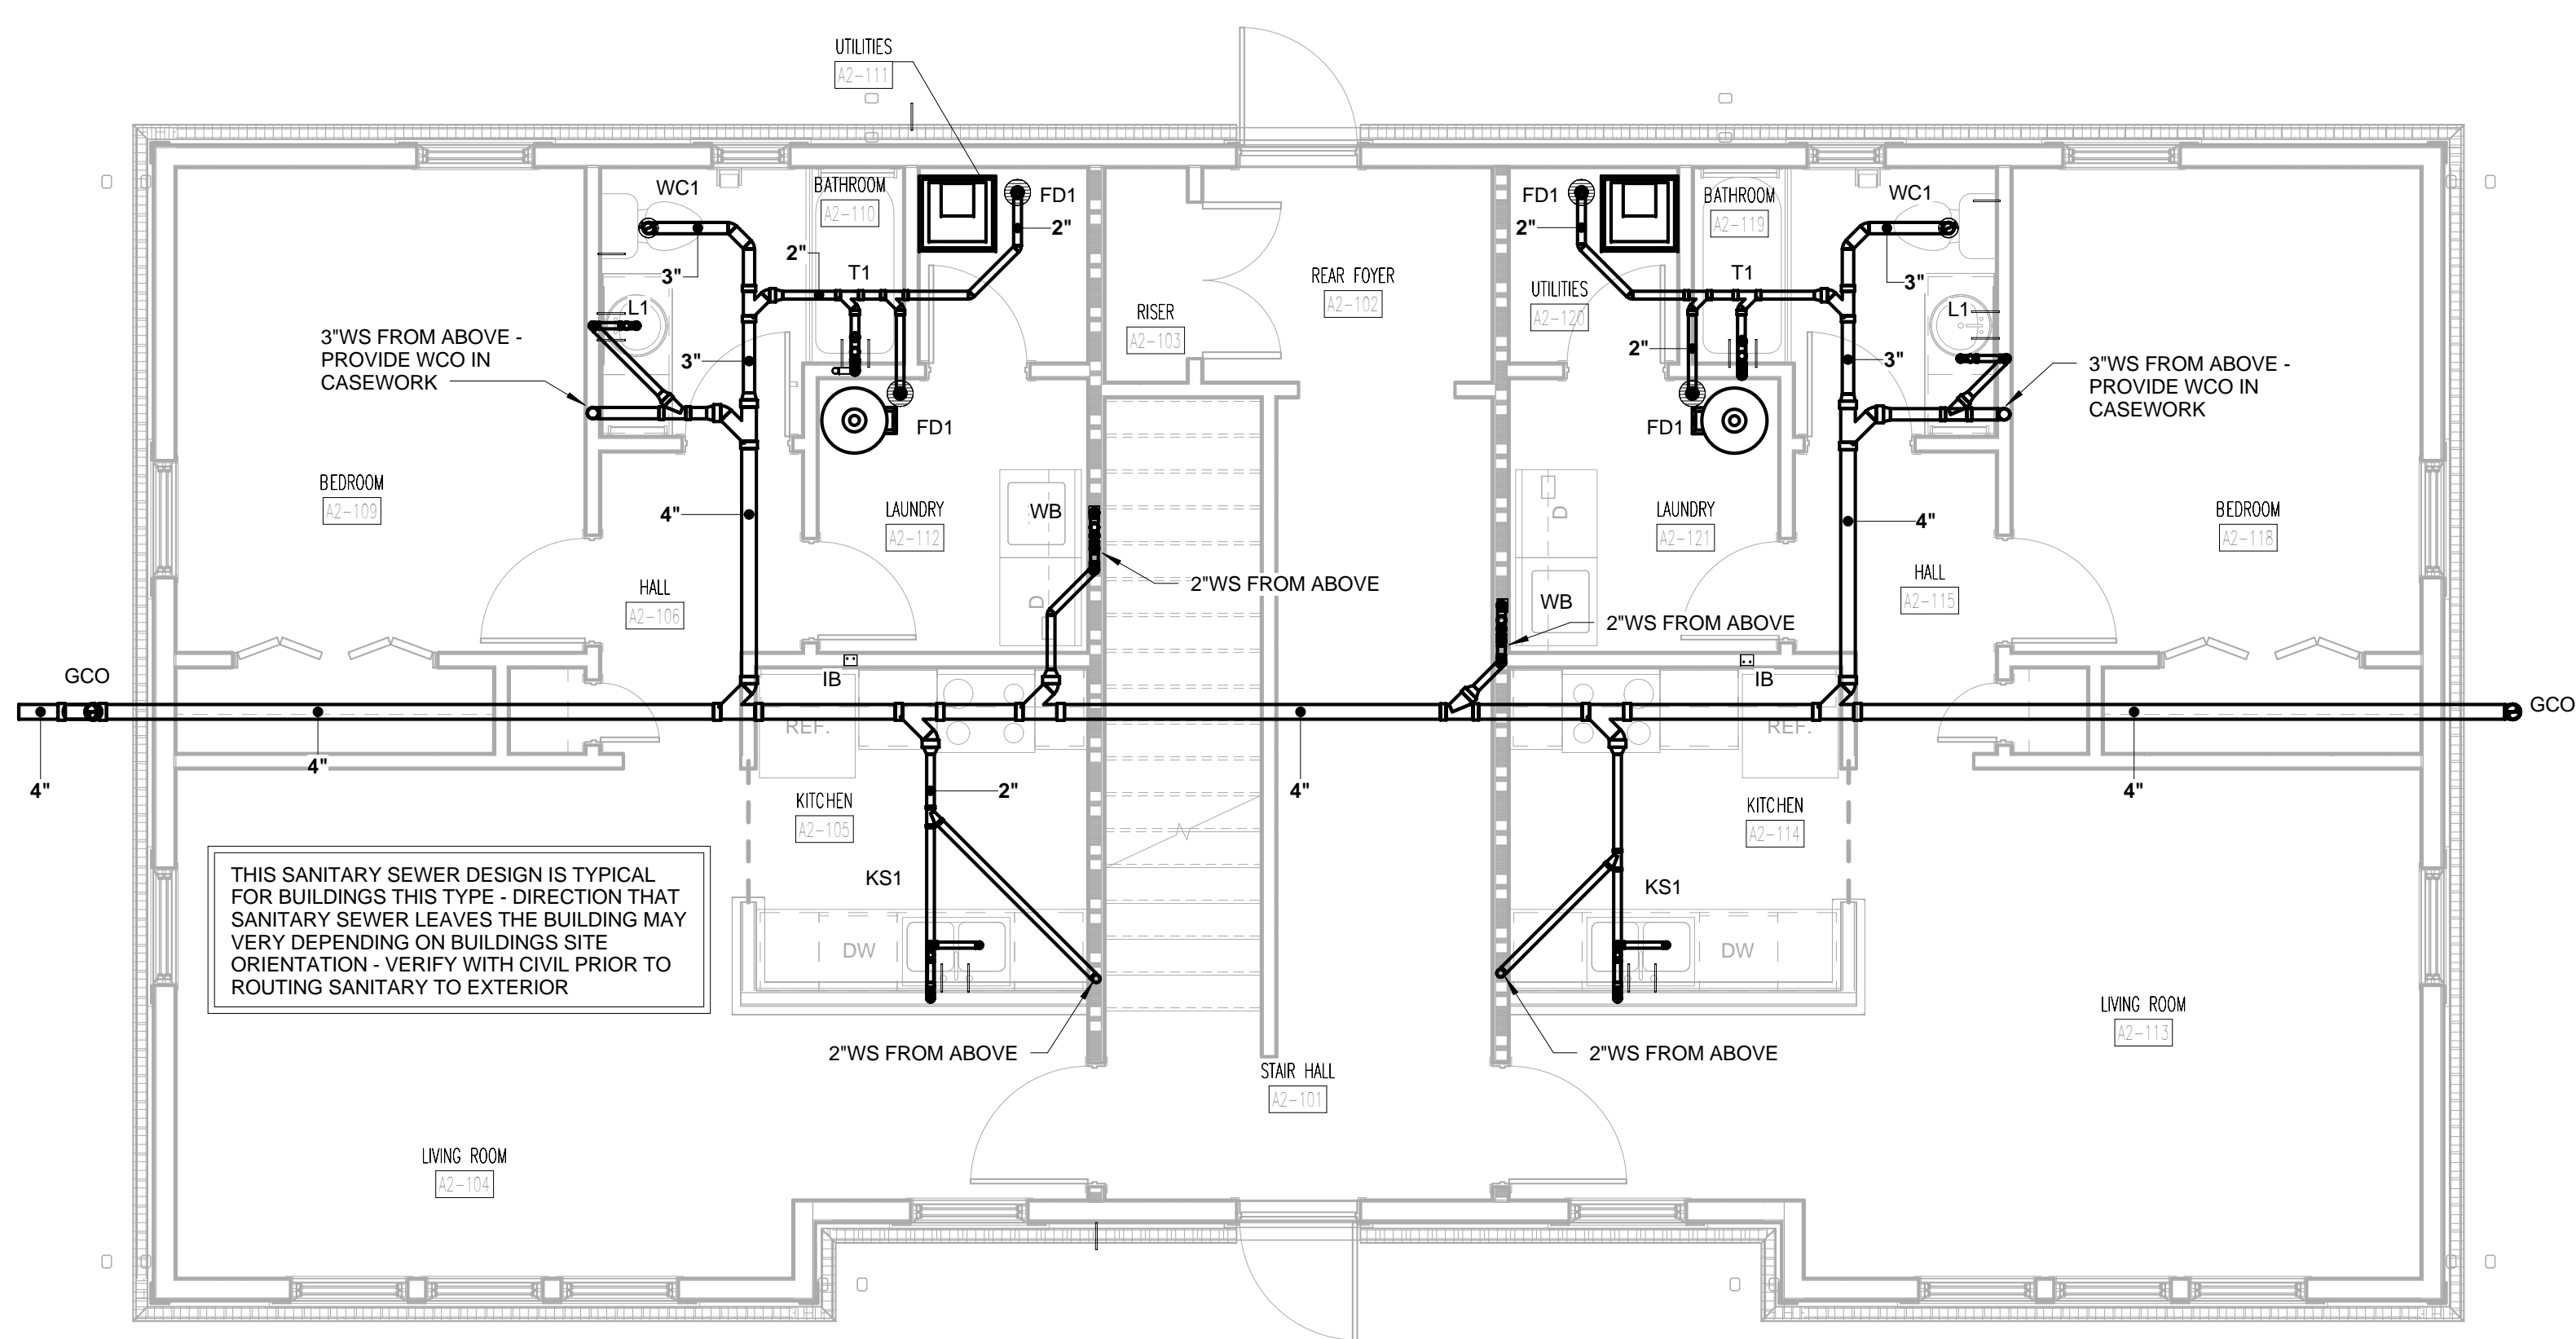 UTILITIES
A2-111
WC1
BATHROOM
A2-110
FD1
2"
3"
2"
T1
L1
3"WS FROM ABOVE -
PROVIDE WCO IN
CASEWORK
3"
FD1
BEDROOM
A2-109
4"
LAUNDRY
A2-112
WB
D
2"WS FROM ABOVE
HALL
A2-106
GCO
IB
REF.
4"
4"
2"
KITCHEN
A2-105
KS1
DW
THIS SANITARY SEWER DESIGN IS TYPICAL
FOR BUILDINGS THIS TYPE - DIRECTION THAT
SANITARY SEWER LEAVES THE BUILDING MAY
VERY DEPENDING ON BUILDINGS SITE
ORIENTATION - VERIFY WITH CIVIL PRIOR TO
ROUTING SANITARY TO EXTERIOR
2"WS FROM ABOVE
LIVING ROOM
A2-104
RISER
A2-103
REAR FOYER
A2-102
4"
STAIR HALL
A2-101
FD1
2"
BATHROOM
A2-119
WC1
3"
T1
UTILITIES
A2-120
L1
2"
3"
3"WS FROM ABOVE -
PROVIDE WCO IN
CASEWORK
FD1
D
LAUNDRY
A2-121
4"
BEDROOM
A2-118
WB
2"WS FROM ABOVE
HALL
A2-115
IB
REF.
GCO
4"
KITCHEN
A2-114
KS1
DW
2"WS FROM ABOVE
LIVING ROOM
A2-113